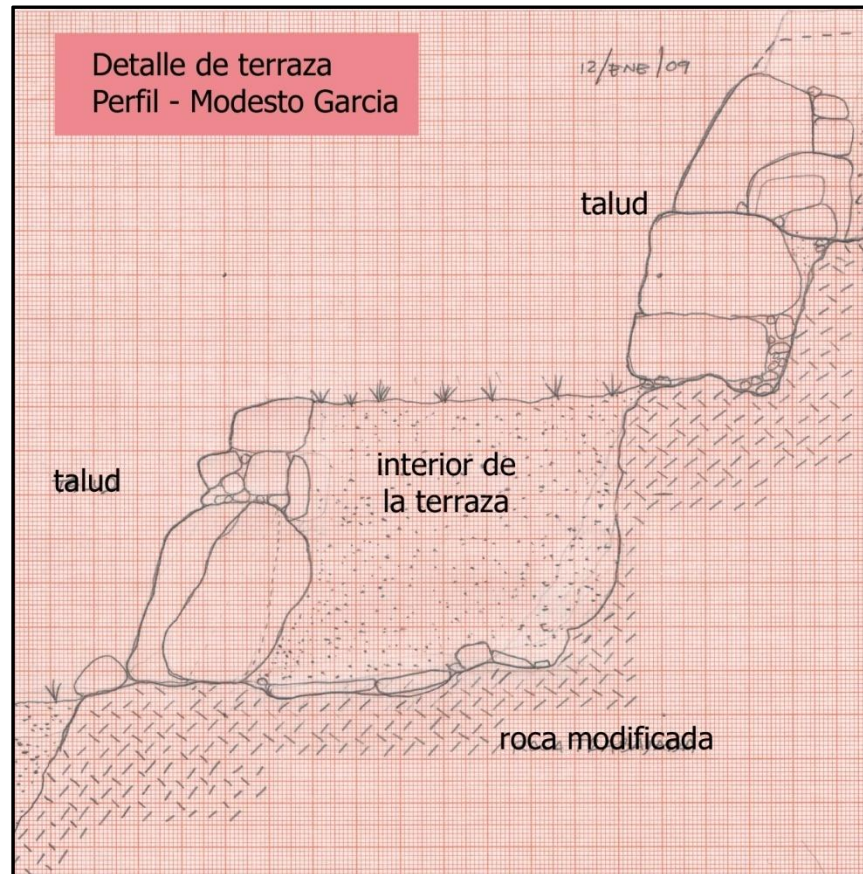 Detalle de terraza
Perfil - Modesto Garcia
12/ENE/09
talud
talud
interior de
la terraza
roca modificada